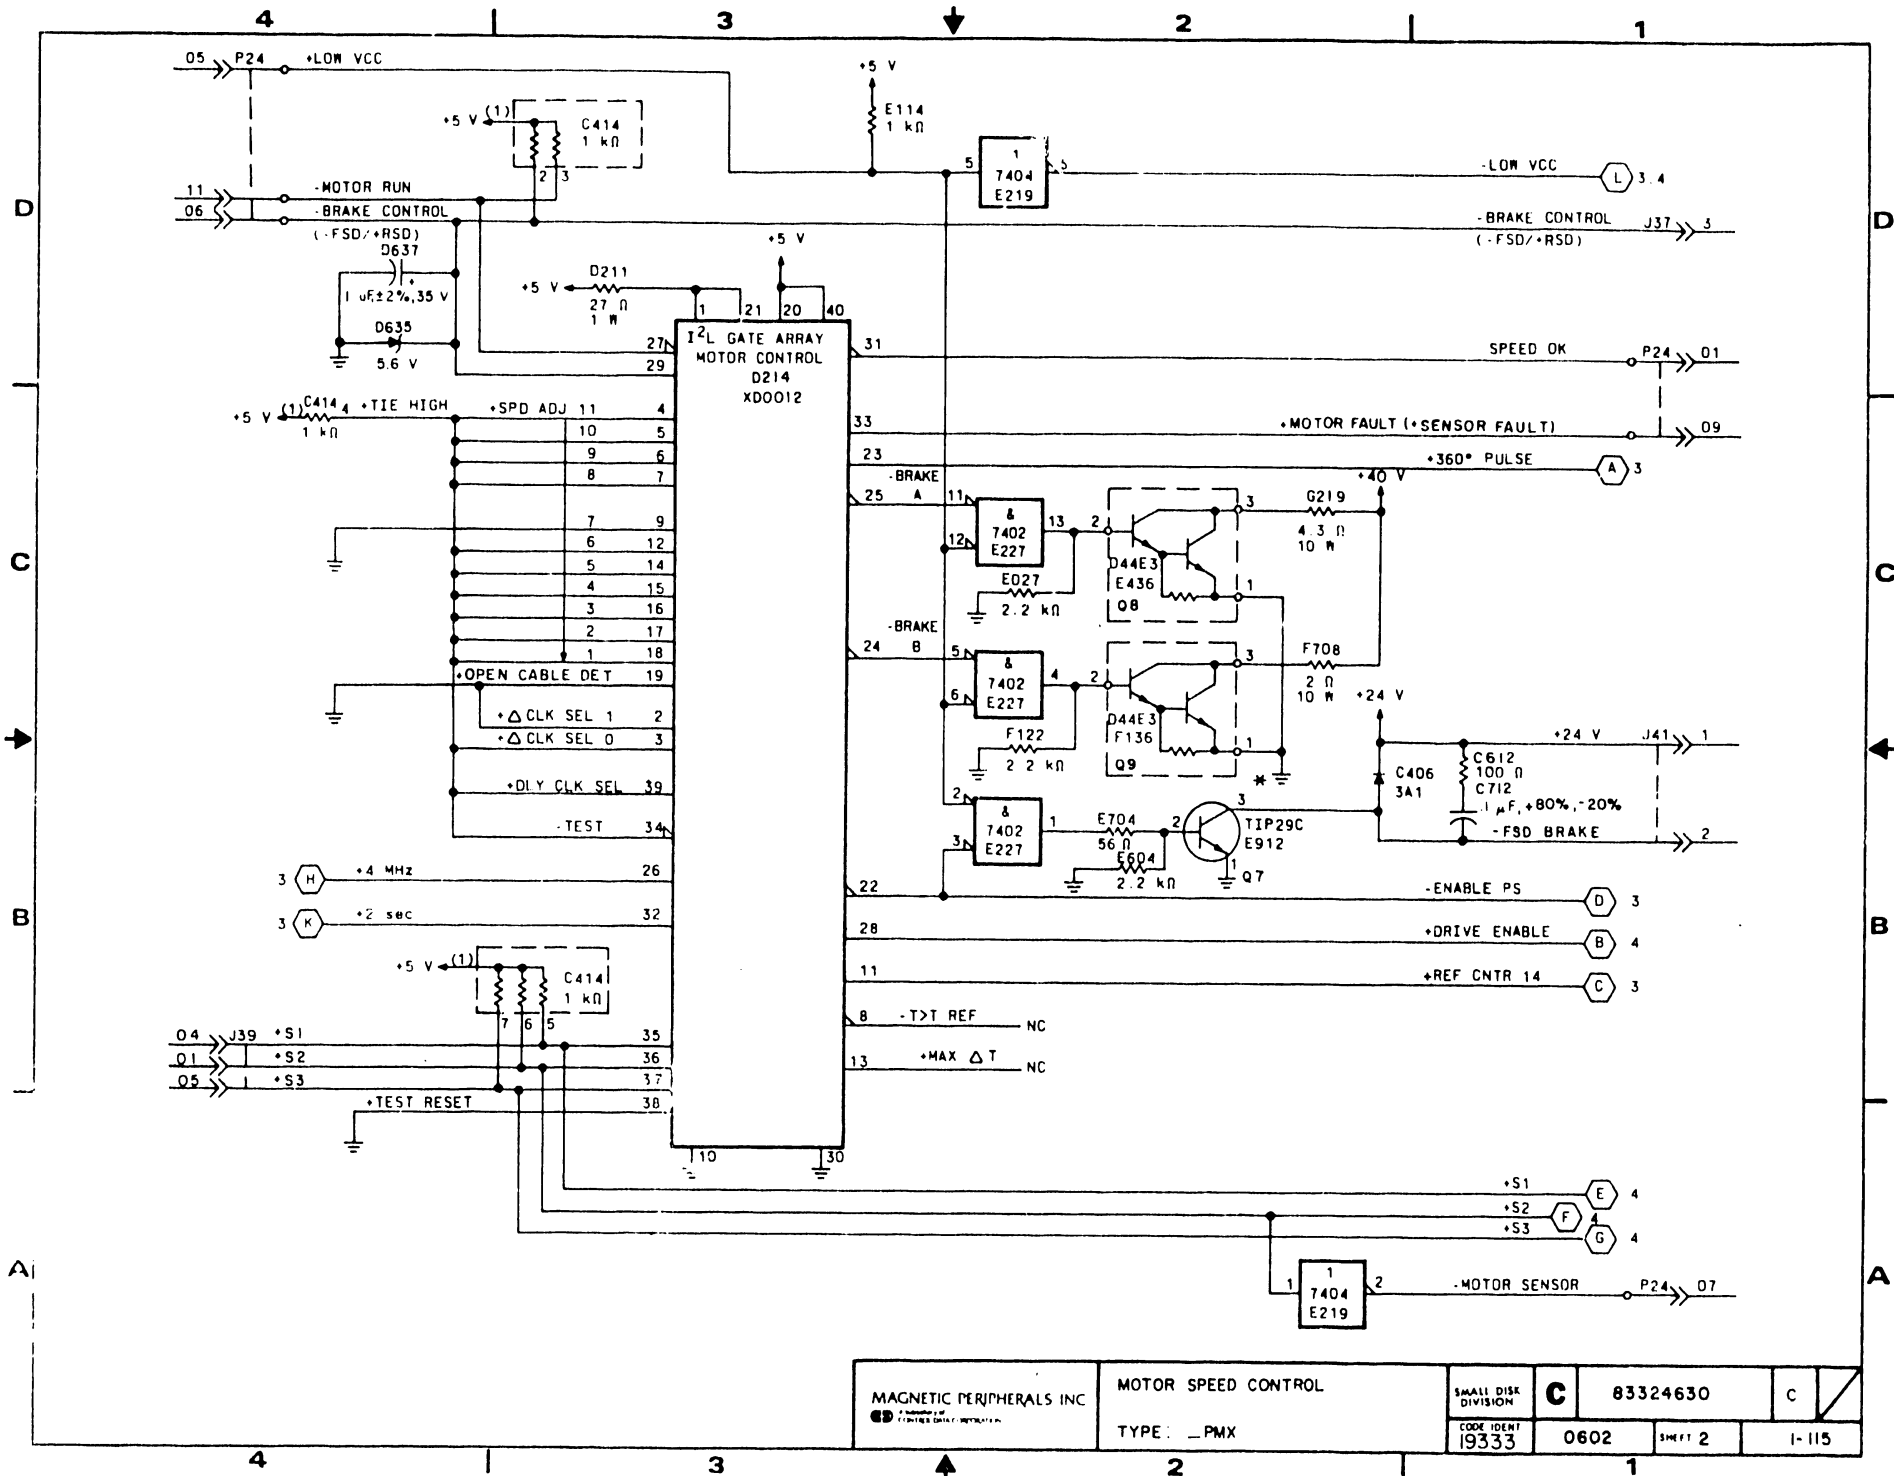 4 3 2 1
05 P24 +LOW VCC
+5 V
E114
1 kΩ
+5 V (1)
C414
1 kΩ
2 3
5
1
7404
E219
-LOW VCC L 3.4
D
11 -MOTOR RUN
06 -BRAKE CONTROL
(-FSD/+RSD)
-BRAKE CONTROL J37 3
(-FSD/+RSD)
D
D637
1 uF,±2%,35 V
D635
5.6 V
+5 V
D211
27 Ω
1 W
+5 V
1 21 20 40
I2L GATE ARRAY
MOTOR CONTROL
D214
XD0012
27
29
31 SPEED OK P24 01
33 +MOTOR FAULT (+SENSOR FAULT) 09
23 +360° PULSE A 3
+5 V (1) C414 4 +TIE HIGH
1 kΩ
+SPD ADJ 11 4
10 5
9 6
8 7
7 9
6 12
5 14
4 15
3 16
2 17
1 18
+OPEN CABLE DET 19
+Δ CLK SEL 1 2
+Δ CLK SEL 0 3
+DLY CLK SEL 39
-TEST 34
C
-BRAKE
A
25 11
12
&
7402
E227
13 2
E027
2.2 kΩ
D44E3
E436
Q8
3
1
G219
4.3 Ω
10 W
+40 V
C
-BRAKE
B
24 5
6
&
7402
E227
4 2
F122
2.2 kΩ
D44E3
F136
Q9
3
1
*
F708
2 Ω
10 W
+24 V
+24 V J41 1
C406
3A1
C612
100 Ω
C712
.1 µF,+80%,-20%
-FSD BRAKE 2
2
3
&
7402
E227
1
E704
56 Ω
E604
2.2 kΩ
2
3
TIP29C
E912
1
Q7
3 H +4 MHz 26
3 K +2 sec 32
B
22 -ENABLE PS D 3
28 +DRIVE ENABLE B 4
11 +REF CNTR 14 C 3
8 -T>T REF NC
13 +MAX Δ T NC
B
+5 V (1)
C414
1 kΩ
7 6 5
04 J39 +S1 35
01 +S2 36
05 +S3 37
+TEST RESET 38
10 30
+S1 E 4
+S2 F 4
+S3 G 4
A
1
1
7404
E219
2 -MOTOR SENSOR P24 07
A
MAGNETIC PERIPHERALS INC
MOTOR SPEED CONTROL
TYPE: _PMX
SMALL DISK
DIVISION
C 83324630 C
CODE IDENT
19333
0602 SHEET 2 1-115
4 3 2 1